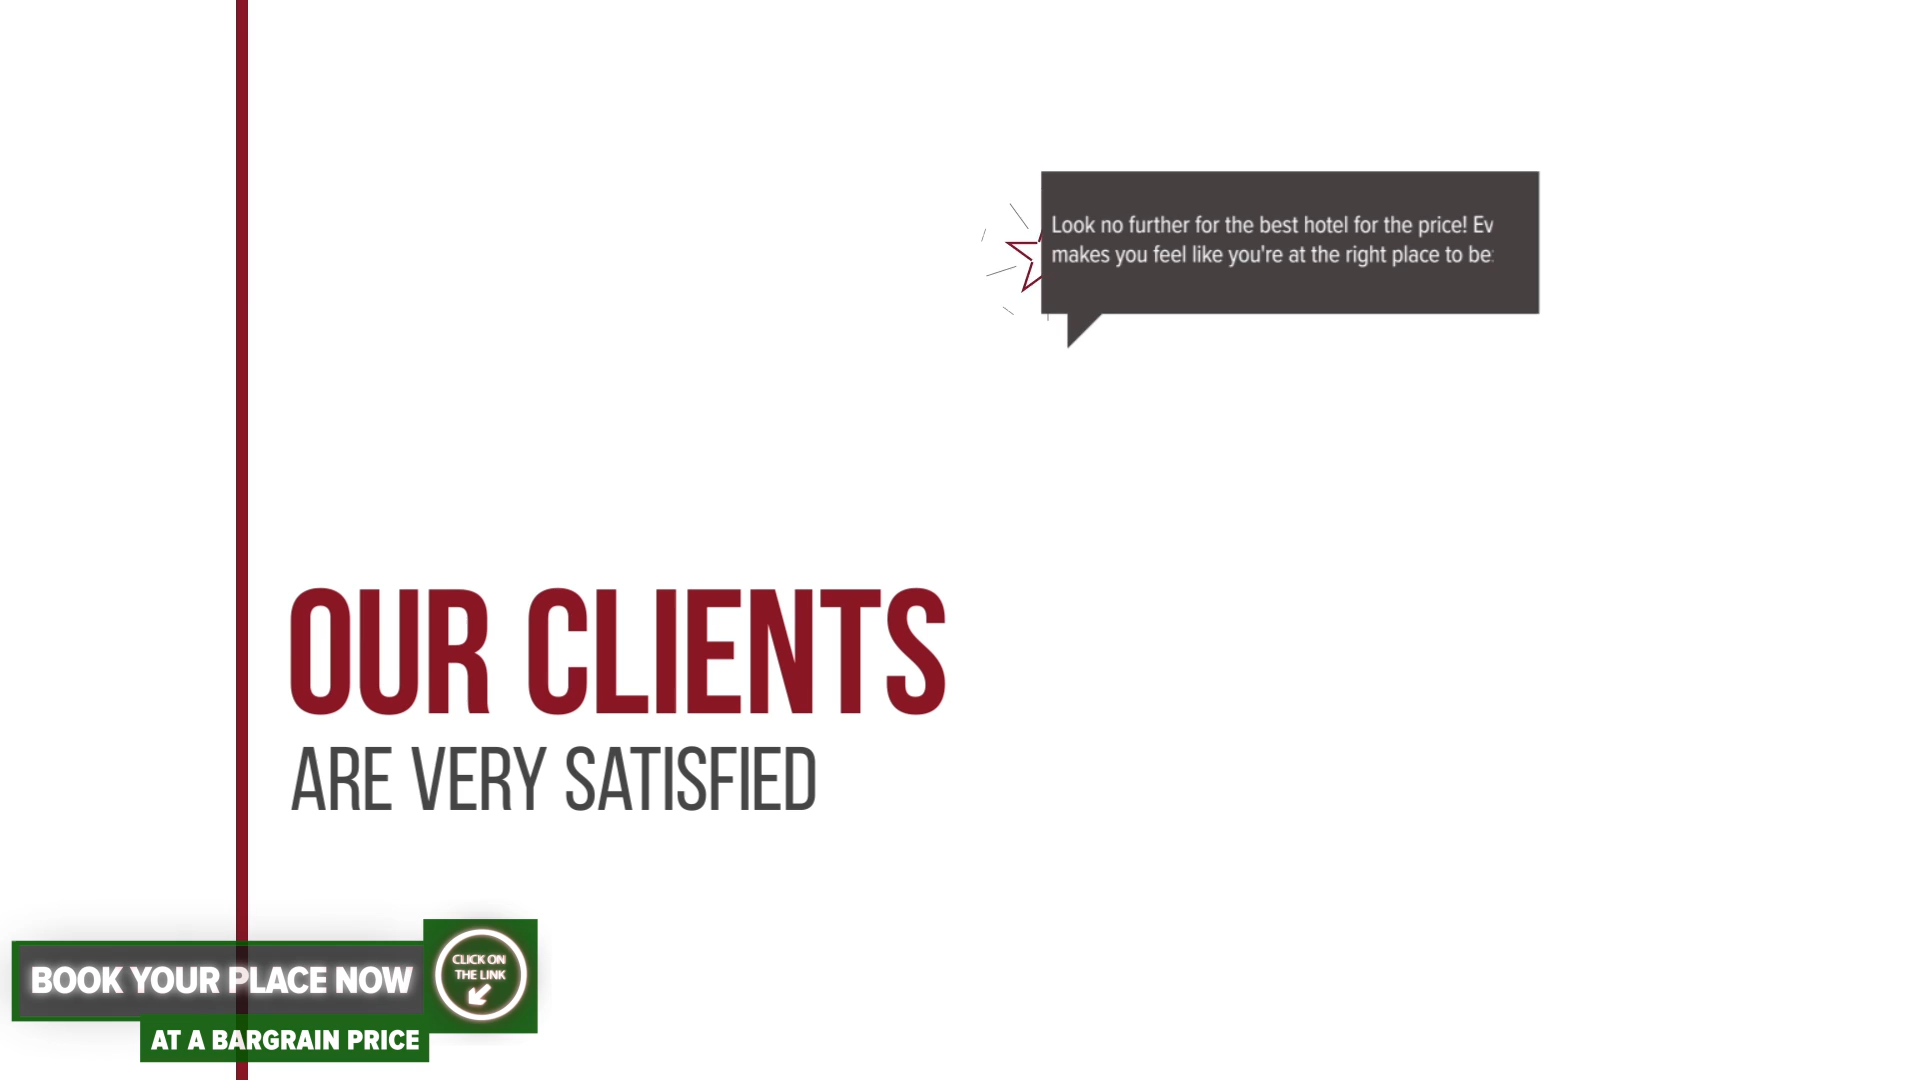 Look no further for the best hotel for the price! Ev
makes you feel like you're at the right place to be
OUR CLIENTS
ARE VERY SATISFIED
BOOK YOUR PLACE NOW
CLICK ON
THE LINK
AT A BARGRAIN PRICE